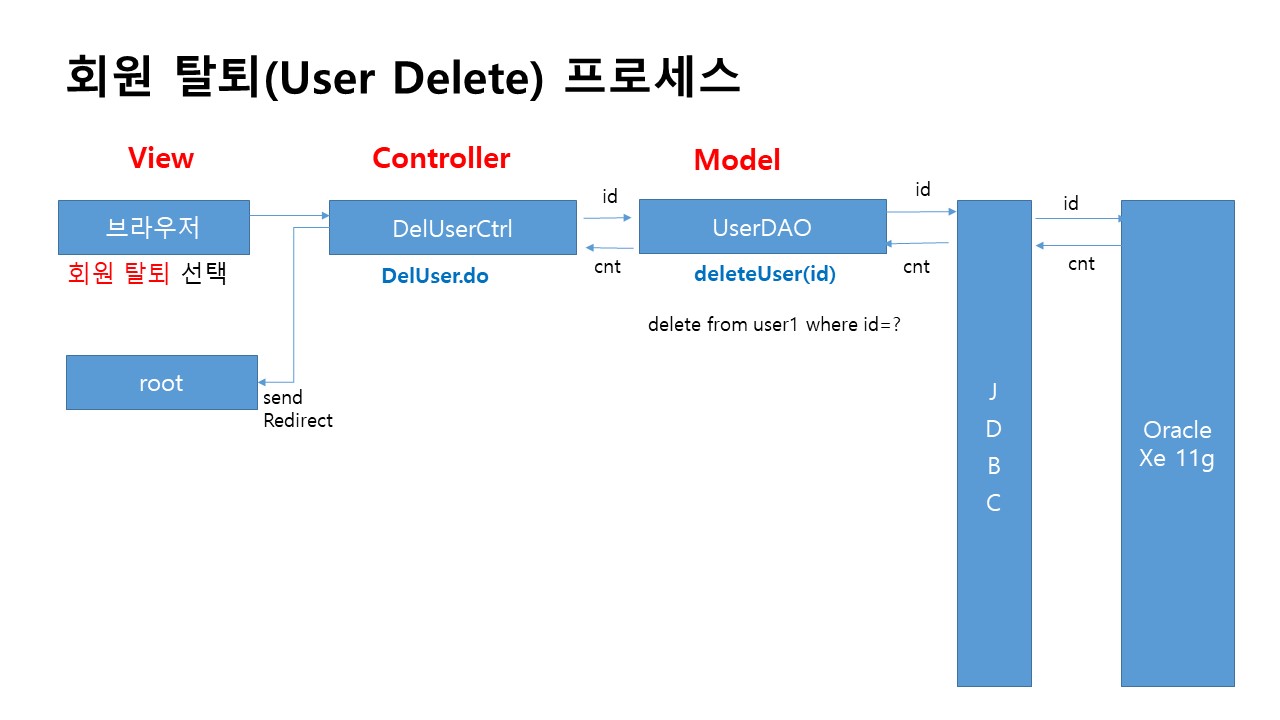 회원 탈퇴(User Delete) 프로세스
View
Controller
Model
id
id
id
브라우저
DelUserCtrl
UserDAO
cnt
cnt
cnt
회원 탈퇴 선택
DelUser.do
deleteUser(id)
delete from user1 where id=?
root
send
Redirect
J
D
B
C
Oracle
Xe 11g